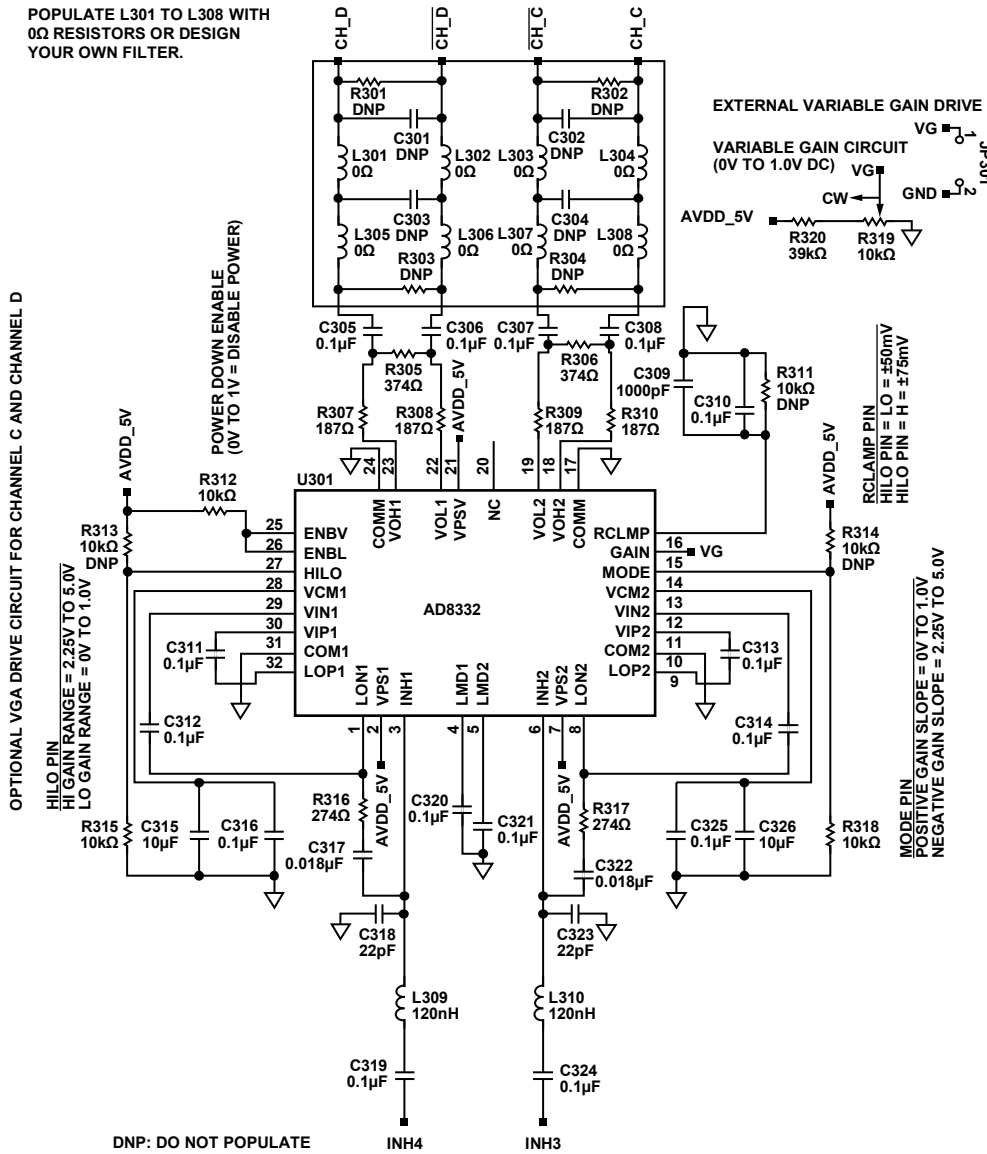 POPULATE L301 TO L308 WITH
0Ω RESISTORS OR DESIGN
YOUR OWN FILTER.
CH_D
CH_D
CH_C
CH_C
R301
DNP
R302
DNP
C301
DNP
C302
DNP
L301
0Ω
L302
0Ω
L303
0Ω
L304
0Ω
C303
DNP
C304
DNP
L305
0Ω
L306
0Ω
L307
0Ω
L308
0Ω
R303
DNP
R304
DNP
EXTERNAL VARIABLE GAIN DRIVE
VG
1
JP301
2
GND
VARIABLE GAIN CIRCUIT
(0V TO 1.0V DC)
VG
CW
AVDD_5V
R320
39kΩ
R319
10kΩ
C305
0.1µF
C306
0.1µF
C307
0.1µF
C308
0.1µF
R305
374Ω
R306
374Ω
R307
187Ω
R308
187Ω
AVDD_5V
R309
187Ω
R310
187Ω
C309
1000pF
C310
0.1µF
R311
10kΩ
DNP
RCLAMP PIN
HILO PIN = LO = ±50mV
HILO PIN = H = ±75mV
AVDD_5V
R314
10kΩ
DNP
OPTIONAL VGA DRIVE CIRCUIT FOR CHANNEL C AND CHANNEL D
POWER DOWN ENABLE
(0V TO 1V = DISABLE POWER)
AVDD_5V
R312
10kΩ
R313
10kΩ
DNP
U301
24
23
22
21
20
19
18
17
COMM
VOH1
VOL1
VPSV
NC
VOL2
VOH2
COMM
25
ENBV
26
ENBL
27
HILO
28
VCM1
29
VIN1
30
VIP1
31
COM1
32
LOP1
AD8332
RCLMP
16
GAIN
VG
15
MODE
14
VCM2
13
VIN2
12
VIP2
11
COM2
10
LOP2
9
LON1
VPS1
INH1
LMD1
LMD2
INH2
VPS2
LON2
1
2
3
4
5
6
7
8
C311
0.1µF
C312
0.1µF
C313
0.1µF
C314
0.1µF
HILO PIN
HI GAIN RANGE = 2.25V TO 5.0V
LO GAIN RANGE = 0V TO 1.0V
MODE PIN
POSITIVE GAIN SLOPE = 0V TO 1.0V
NEGATIVE GAIN SLOPE = 2.25V TO 5.0V
R315
10kΩ
C315
10µF
C316
0.1µF
R316
274Ω
AVDD_5V
C317
0.018µF
C320
0.1µF
C321
0.1µF
AVDD_5V
R317
274Ω
C322
0.018µF
C325
0.1µF
C326
10µF
R318
10kΩ
C318
22pF
C323
22pF
L309
120nH
L310
120nH
C319
0.1µF
C324
0.1µF
DNP: DO NOT POPULATE
INH4
INH3